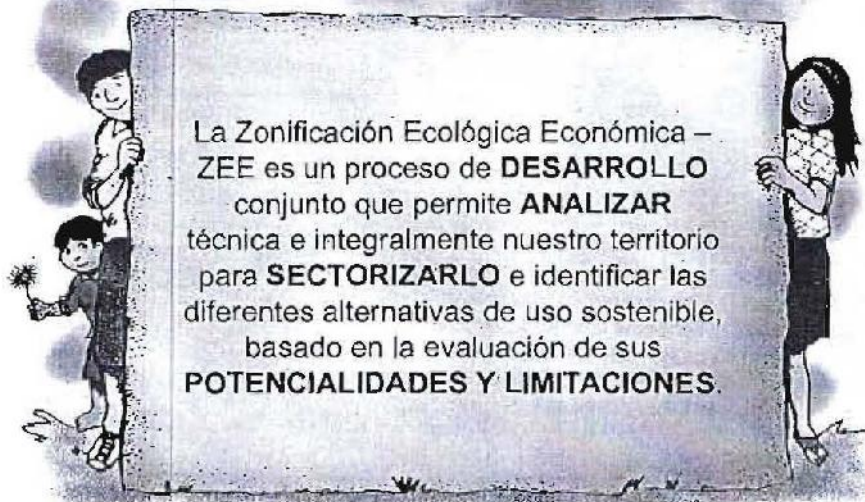 La Zonificación Ecológica Económica –
ZEE es un proceso de DESARROLLO
conjunto que permite ANALIZAR
técnica e integralmente nuestro territorio
para SECTORIZARLO e identificar las
diferentes alternativas de uso sostenible,
basado en la evaluación de sus
POTENCIALIDADES Y LIMITACIONES.